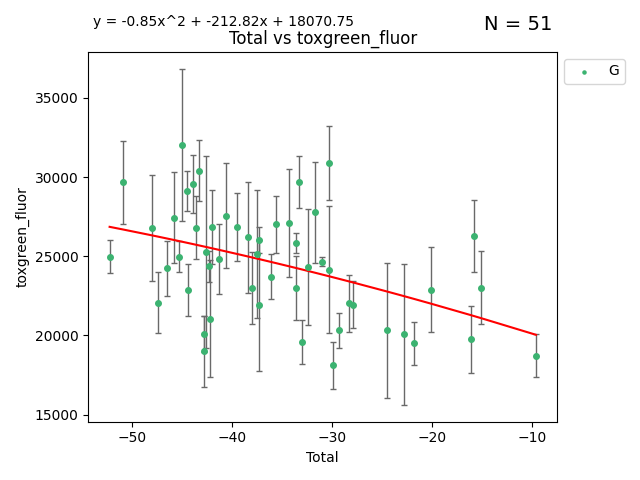 y = -0.85x^2 + -212.82x + 18070.75
N = 51
Total vs toxgreen_fluor
G
toxgreen_fluor
35000
30000
25000
20000
15000
−50
−40
−30
−20
−10
Total